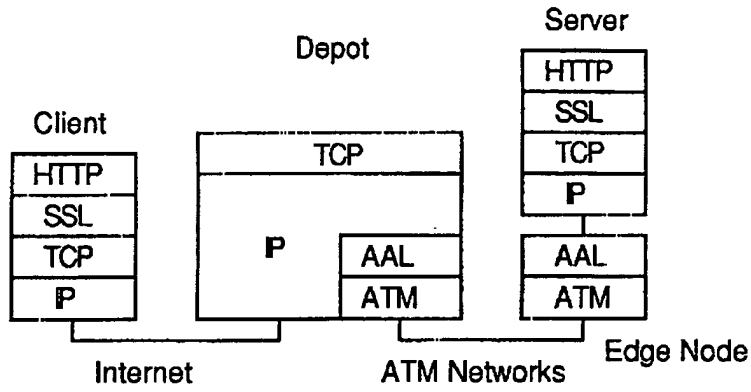 Server
Depot
HTTP
SSL
TCP
IP
Client
HTTP
SSL
TCP
IP
TCP
IP
AAL
ATM
AAL
ATM
Edge Node
Internet
ATM Networks